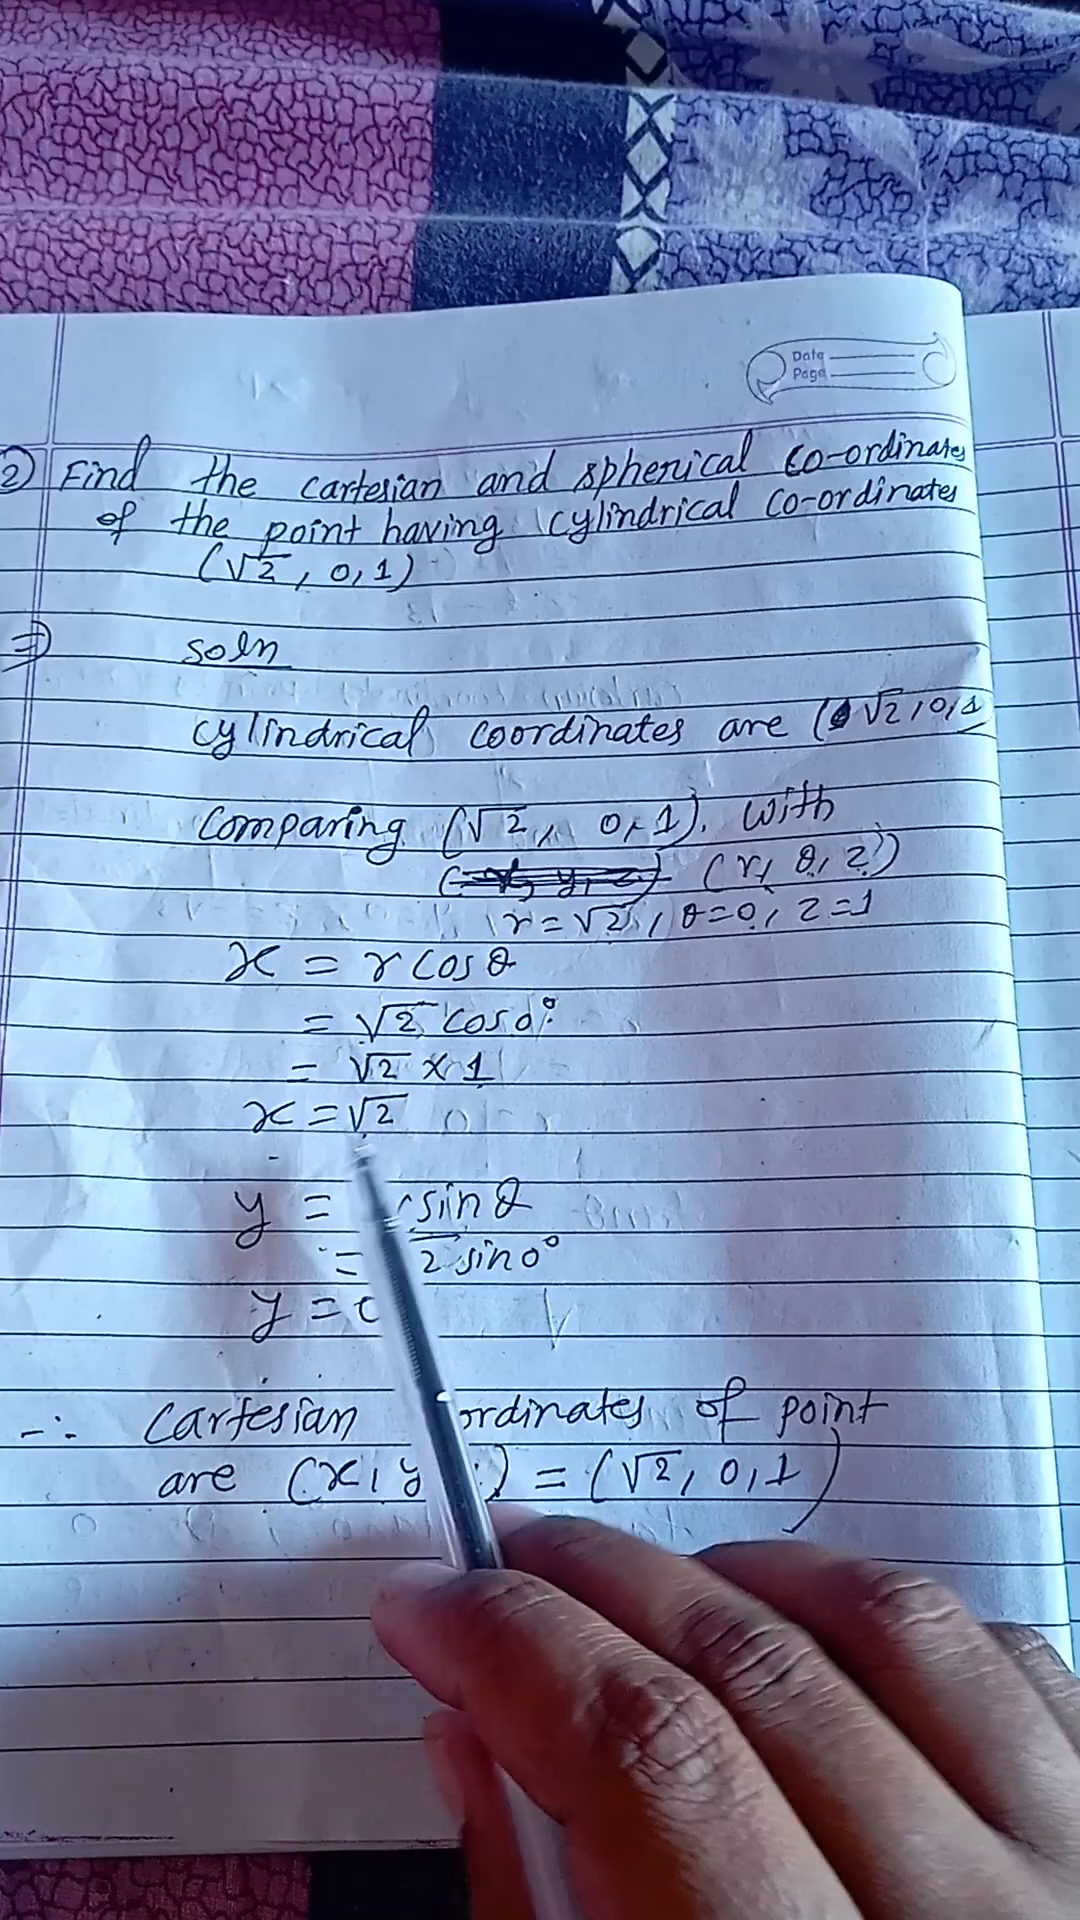 Date
Page
② Find the cartesian and spherical co-ordinates
of the point having cylindrical co-ordinates
(√2, 0, 1)
⇒ soln
cylindrical coordinates are (√2, 0, 1
comparing (√2, 0, 1). with
(x, y, z) (r, θ, z)
r = √2, θ = 0, z = 1
x = r cos θ
= √2 cos 0°
= √2 × 1
x = √2
y = sin θ
= 2 sin 0°
y =
∴ cartesian ordinates of point
are (x, y ) = (√2, 0, 1)